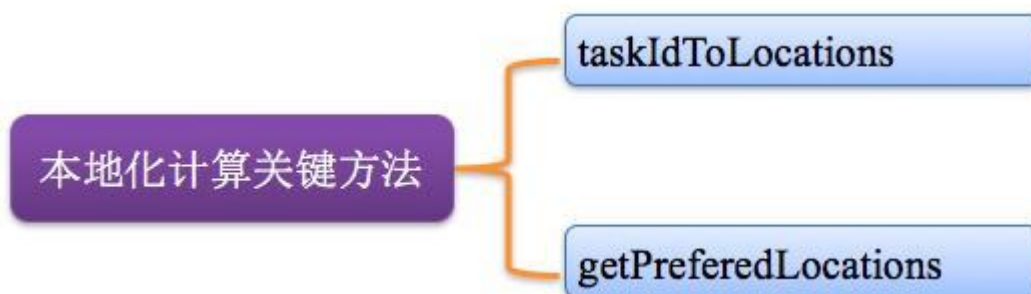 taskIdToLocations
本地化计算关键方法
getPreferedLocations